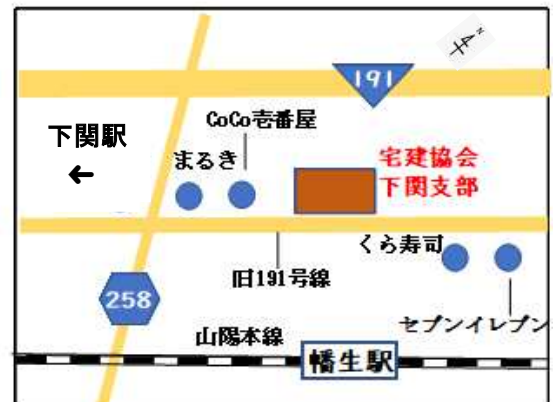 N
191
CoCo壱番屋
下関駅
←
まるき
宅建協会
下関支部
くら寿司
旧191号線
258
セブンイレブン
山陽本線
幡生駅